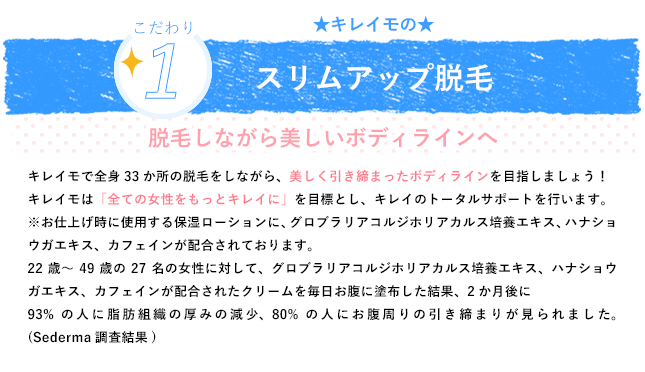 こだわり
1
★キレイモの★
スリムアップ脱毛
脱毛しながら美しいボディラインへ
キレイモで全身 33 か所の脱毛をしながら、美しく引き締まったボディラインを目指しましょう！
キレイモは「全ての女性をもっとキレイに」を目標とし、キレイのトータルサポートを行います。
※お仕上げ時に使用する保湿ローションに、グロブラリアコルジホリアカルス培養エキス、ハナショ
ウガエキス、カフェインが配合されております。
22 歳〜 49 歳の 27 名の女性に対して、グロブラリアコルジホリアカルス培養エキス、ハナショウ
ガエキス、カフェインが配合されたクリームを毎日お腹に塗布した結果、2 か月後に
93% の人に脂肪組織の厚みの減少、80% の人にお腹周りの引き締まりが見られました。
(Sederma 調査結果 )